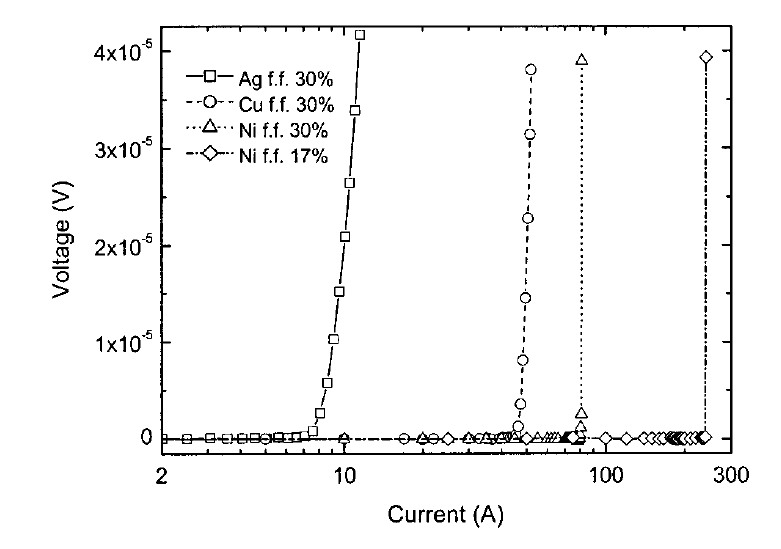 4x10⁻⁵
Ag f.f. 30%
Cu f.f. 30%
Ni f.f. 30%
Ni f.f. 17%
3x10⁻⁵
2x10⁻⁵
1x10⁻⁵
0
Voltage (V)
2 10 100 300
Current (A)